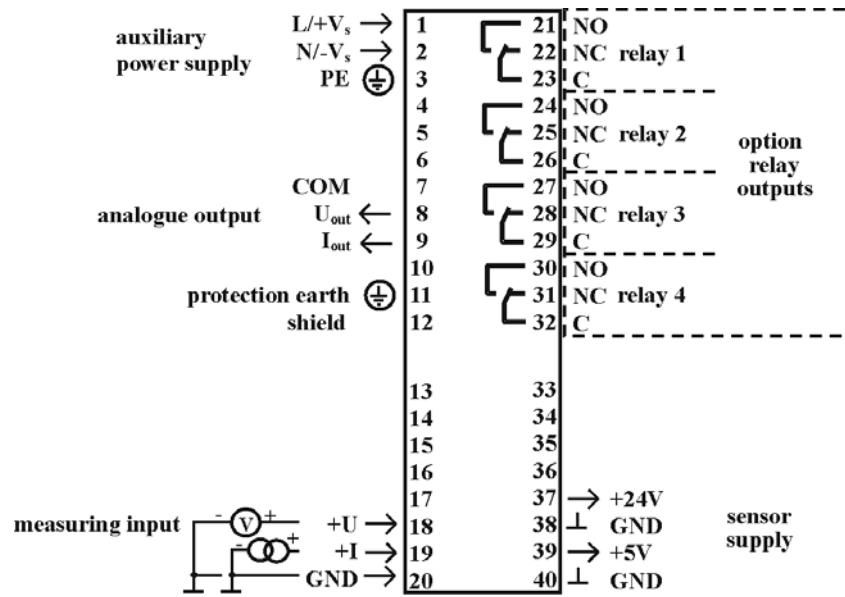 L/+Vs 1 21 NO
auxiliary
power supply
N/-Vs 2 22 NC relay 1
PE 3 23 C
4 24 NO
5 25 NC relay 2
6 26 C
option
relay
outputs
COM 7 27 NO
analogue output Uout 8 28 NC relay 3
Iout 9 29 C
10 30 NO
protection earth
shield
11 31 NC relay 4
12 32 C
13 33
14 34
15 35
16 36
17 37 +24V
measuring input - V + +U 18 38 GND
sensor
supply
- + +I 19 39 +5V
GND 20 40 GND